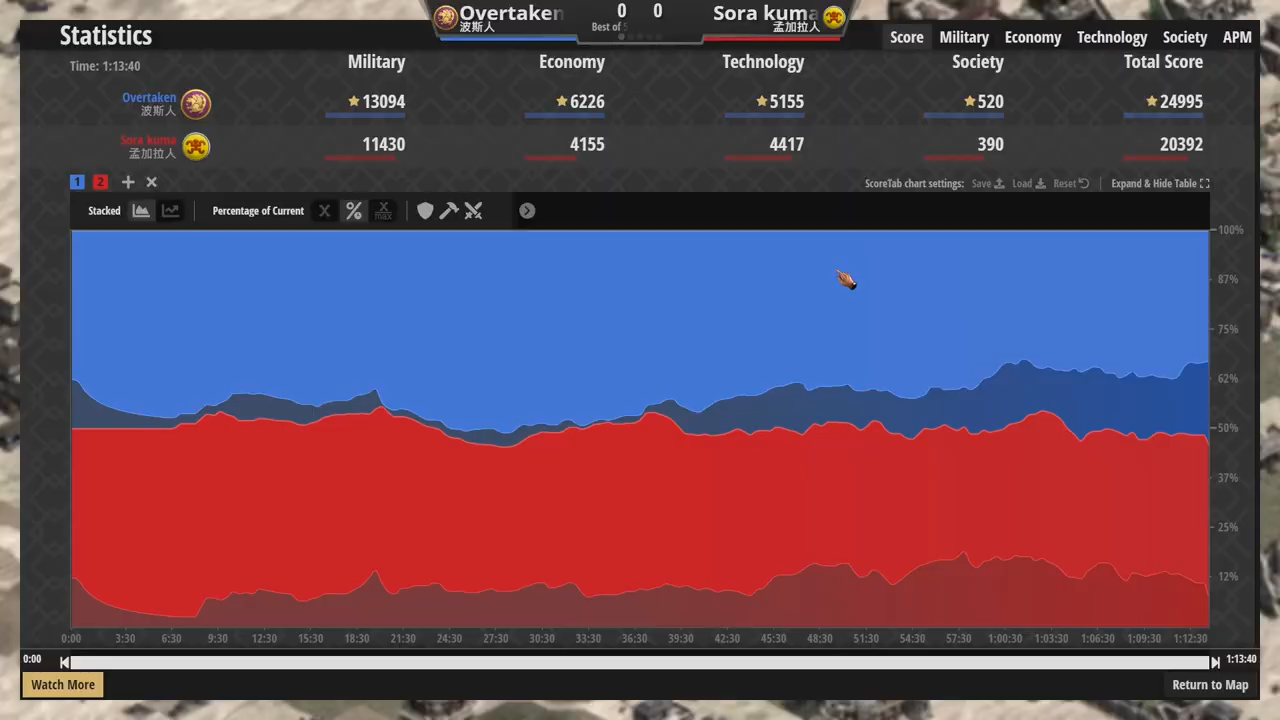 Overtaken 0 0 Sora kuma
波斯人 Best of 5 孟加拉人
Statistics Score Military Economy Technology Society APM
Time: 1:13:40 Military Economy Technology Society Total Score
Overtaken 13094 6226 5155 520 24995
波斯人
Sora kuma 11430 4155 4417 390 20392
孟加拉人
1 2 ScoreTab chart settings: Save Load Reset Expand & Hide Table
Stacked Percentage of Current X % X max
100%
87%
75%
62%
50%
37%
25%
12%
0:00 3:30 6:30 9:30 12:30 15:30 18:30 21:30 24:30 27:30 30:30 33:30 36:30 39:30 42:30 45:30 48:30 51:30 54:30 57:30 1:00:30 1:03:30 1:06:30 1:09:30 1:12:30
0:00 1:13:40
Watch More Return to Map